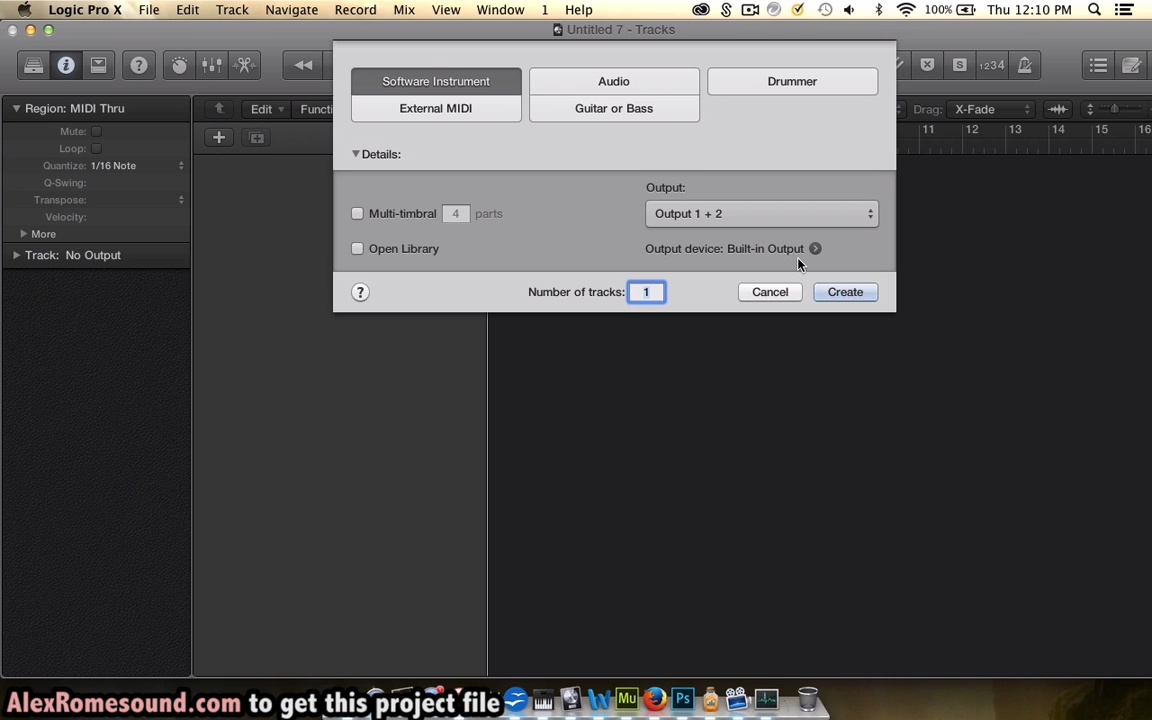 Logic Pro X File Edit Track Navigate Record Mix View Window 1 Help 100% Thu 12:10 PM
Untitled 7 - Tracks
1234
Software Instrument Audio Drummer
External MIDI Guitar or Bass
Region: MIDI Thru
Edit Functi Drag: X-Fade
Mute:
Loop:
Quantize: 1/16 Note
Q-Swing:
Transpose:
Velocity:
More
Track: No Output
11 12 13 14 15 16
Details:
Output:
Multi-timbral 4 parts Output 1 + 2
Open Library Output device: Built-in Output
? Number of tracks: 1 Cancel Create
W Mu Ps
AlexRomesound.com to get this project file